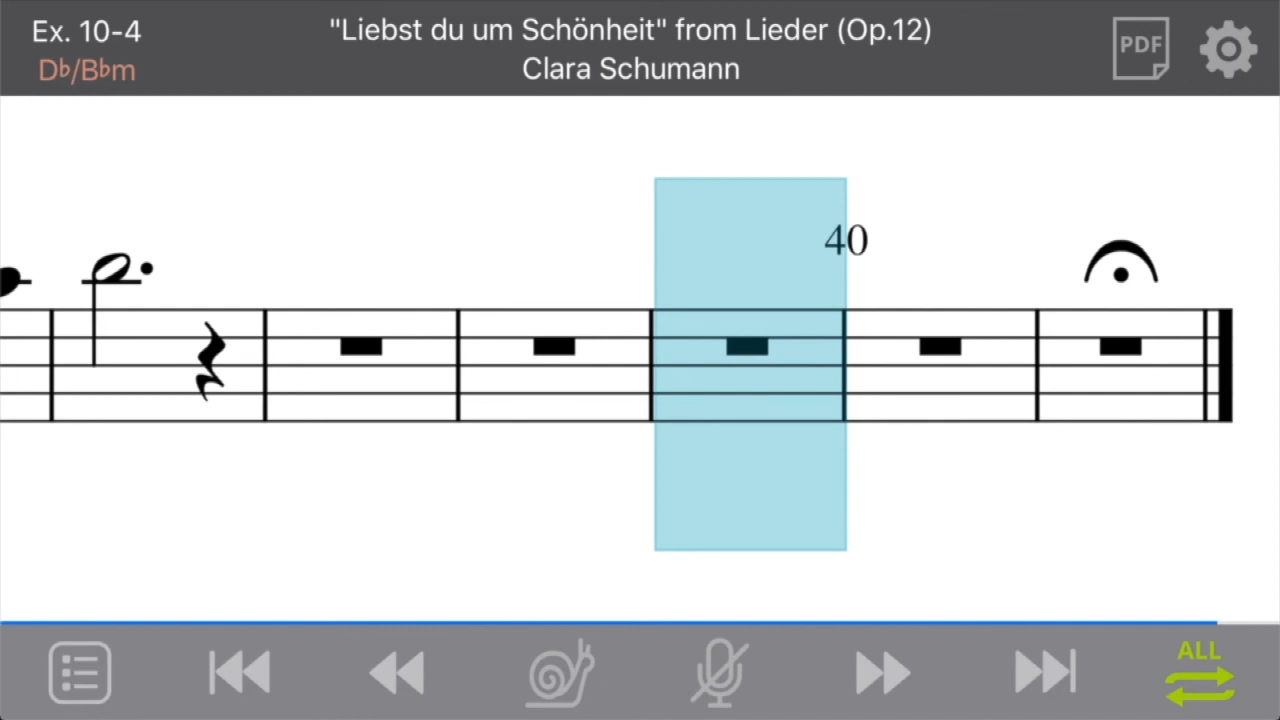 Ex. 10-4
"Liebst du um Schönheit" from Lieder (Op.12)
D♭/B♭m
Clara Schumann
PDF
40
ALL